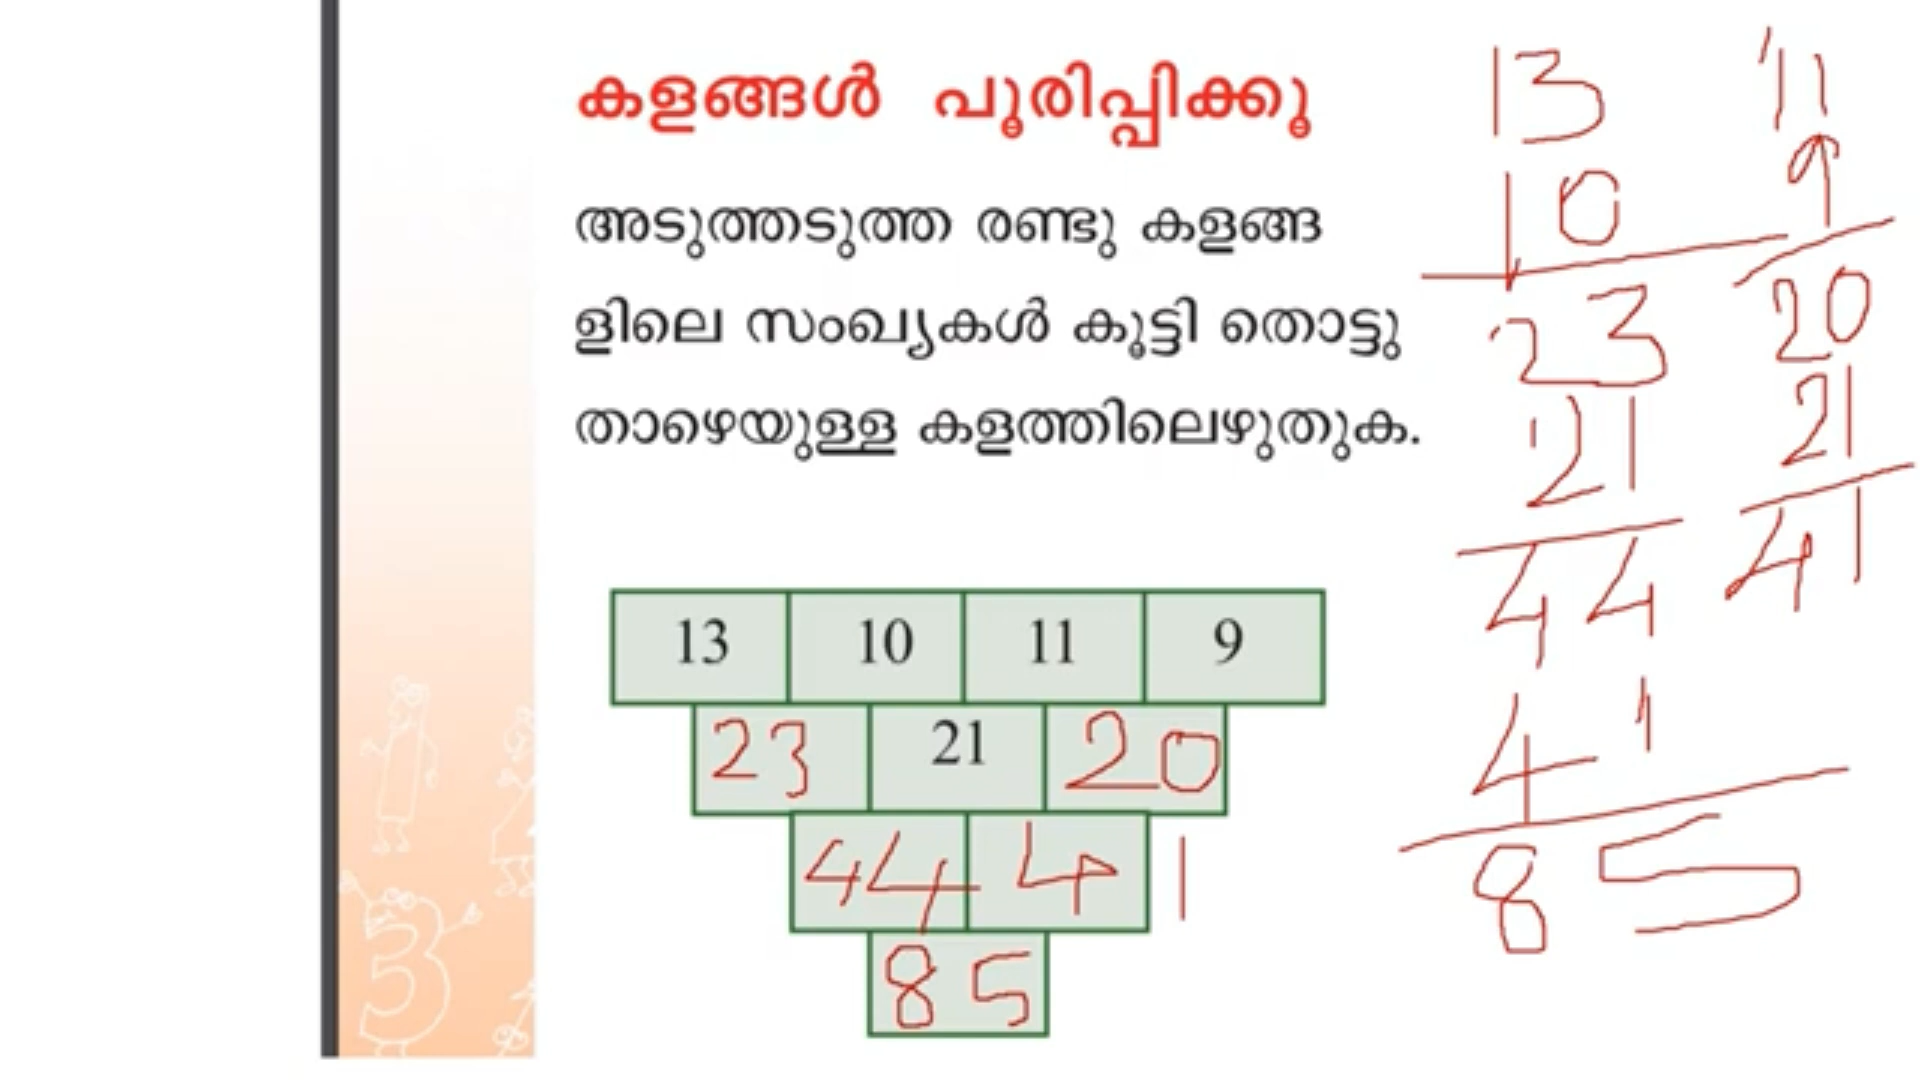 കളങ്ങൾ പൂരിപ്പിക്കൂ
അടുത്തടുത്ത രണ്ടു കളങ്ങ
ളിലെ സംഖ്യകൾ കൂട്ടി തൊട്ടു
താഴെയുള്ള കളത്തിലെഴുതുക.
13 10 11 9
23 21 20
44 41
85
13 11
10 9
23 20
21 21
44 41
41
85
3